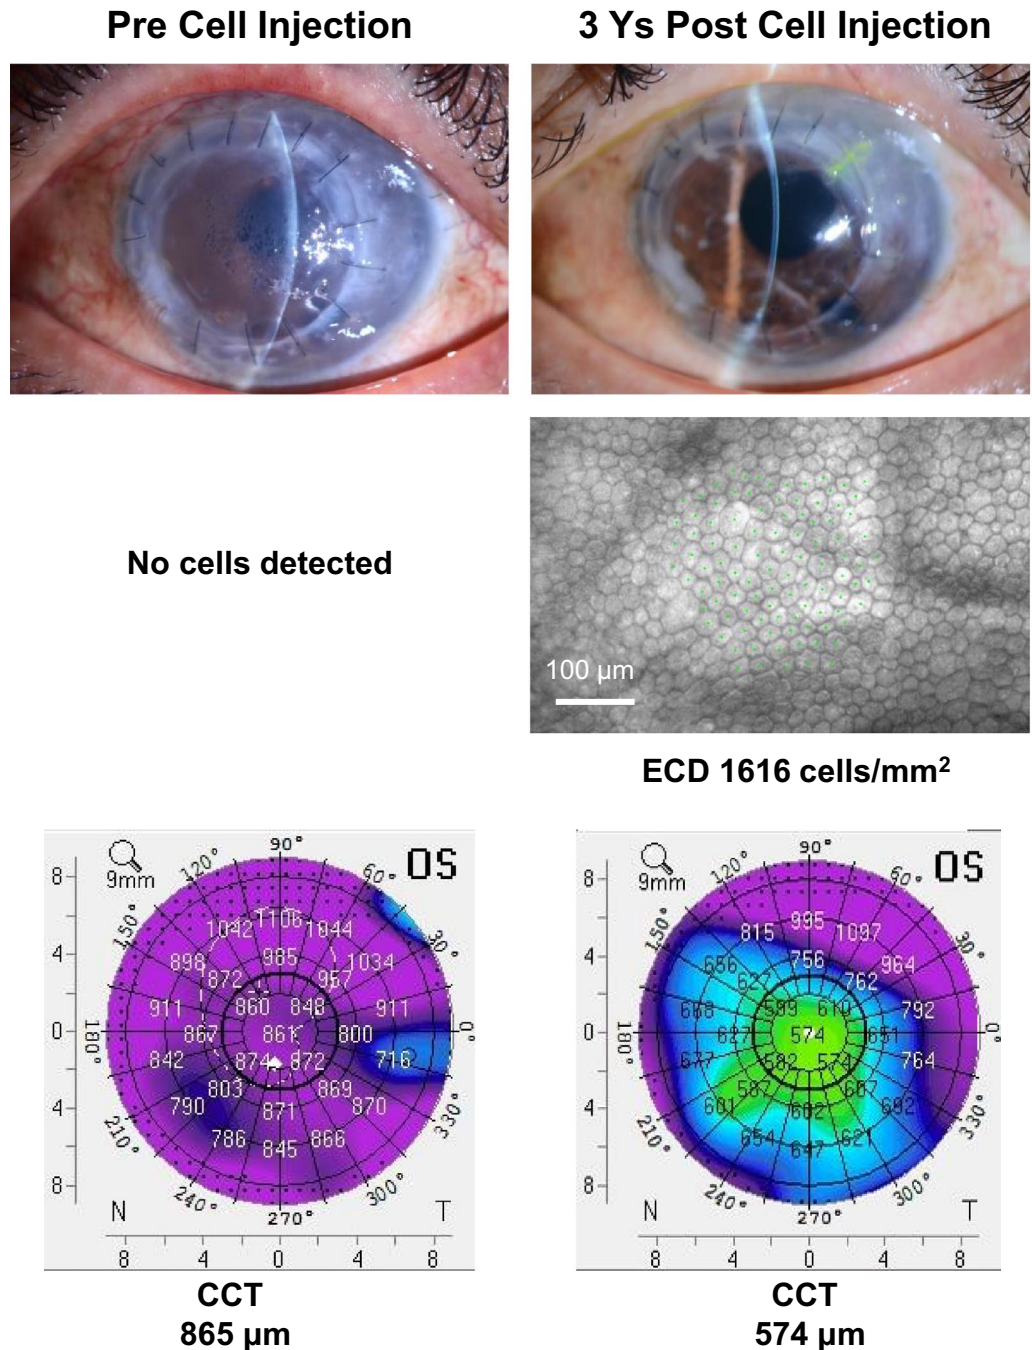 Pre Cell Injection
3 Ys Post Cell Injection
No cells detected
100 µm
ECD 1616 cells/mm²
9mm
OS
90°
120°
60°
150°
30°
180°
0°
210°
330°
240°
300°
270°
8
4
0
4
8
N
T
8 4 0 4 8
1106
1042 1044
985
898 872 967 1034
911 860 848 911
867 861 800
842 874 872 716
803 869
790 871 870
786 845 866
CCT
865 µm
9mm
OS
90°
120°
60°
150°
30°
180°
0°
210°
330°
240°
300°
270°
8
4
0
4
8
N
T
8 4 0 4 8
995
815 1097
756
656 627 762 964
668 599 610 792
627 574 651
677 582 574 764
587 607
601 602 692
654 647 621
CCT
574 µm